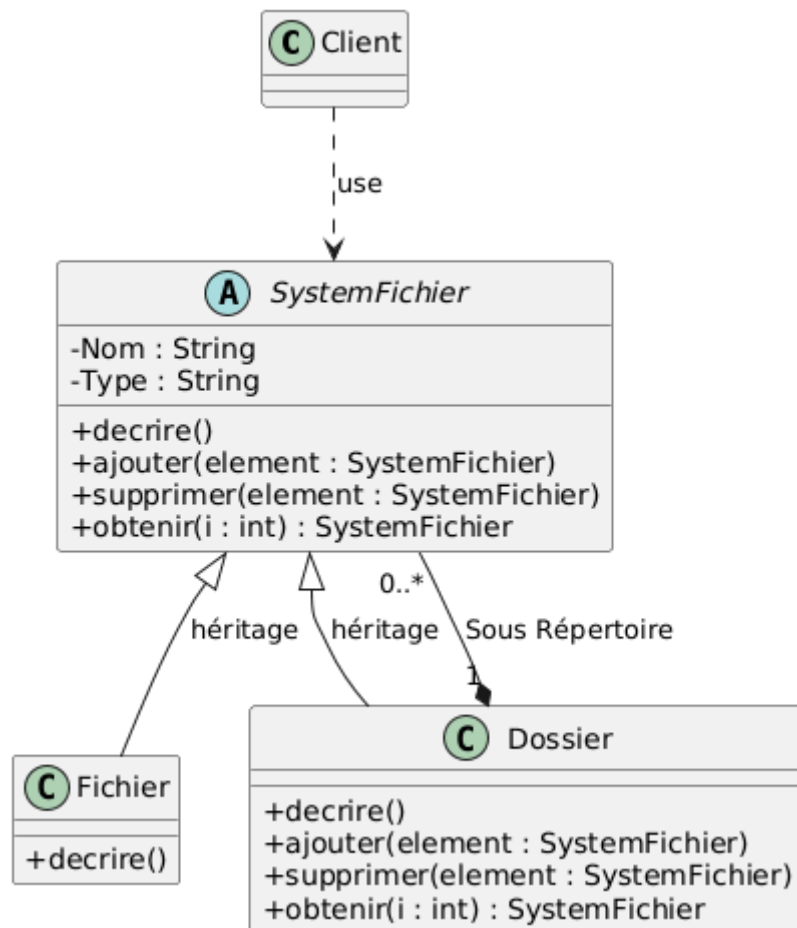 C Client
use
A SystemFichier
-Nom : String
-Type : String
+decrire()
+ajouter(element : SystemFichier)
+supprimer(element : SystemFichier)
+obtenir(i : int) : SystemFichier
0..*
héritage
héritage
Sous Répertoire
1
C Dossier
C Fichier
+decrire()
+decrire()
+ajouter(element : SystemFichier)
+supprimer(element : SystemFichier)
+obtenir(i : int) : SystemFichier